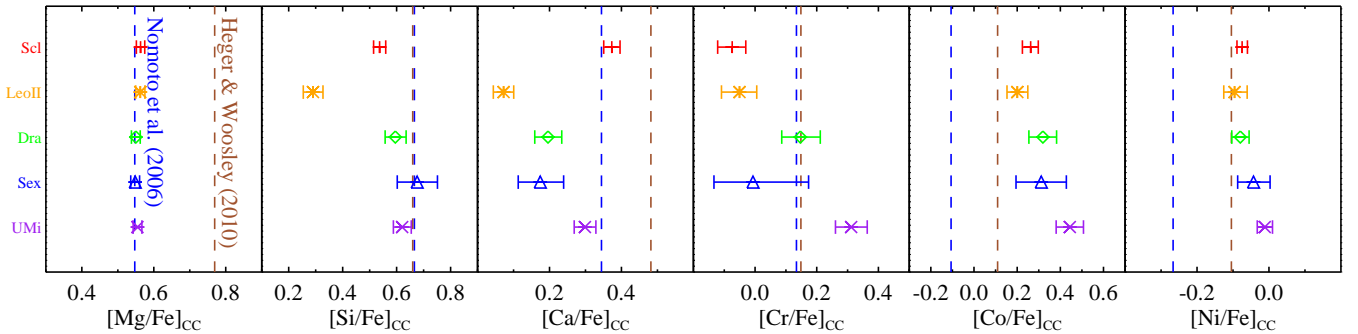 Scl
LeoII
Dra
Sex
UMi
Nomoto et al. (2006)
Heger & Woosley (2010)
0.4 0.6 0.8
0.2 0.4 0.6 0.8
0.2 0.4
0.0 0.2 0.4
-0.2 0.0 0.2 0.4 0.6
-0.2 0.0
[Mg/Fe]CC
[Si/Fe]CC
[Ca/Fe]CC
[Cr/Fe]CC
[Co/Fe]CC
[Ni/Fe]CC